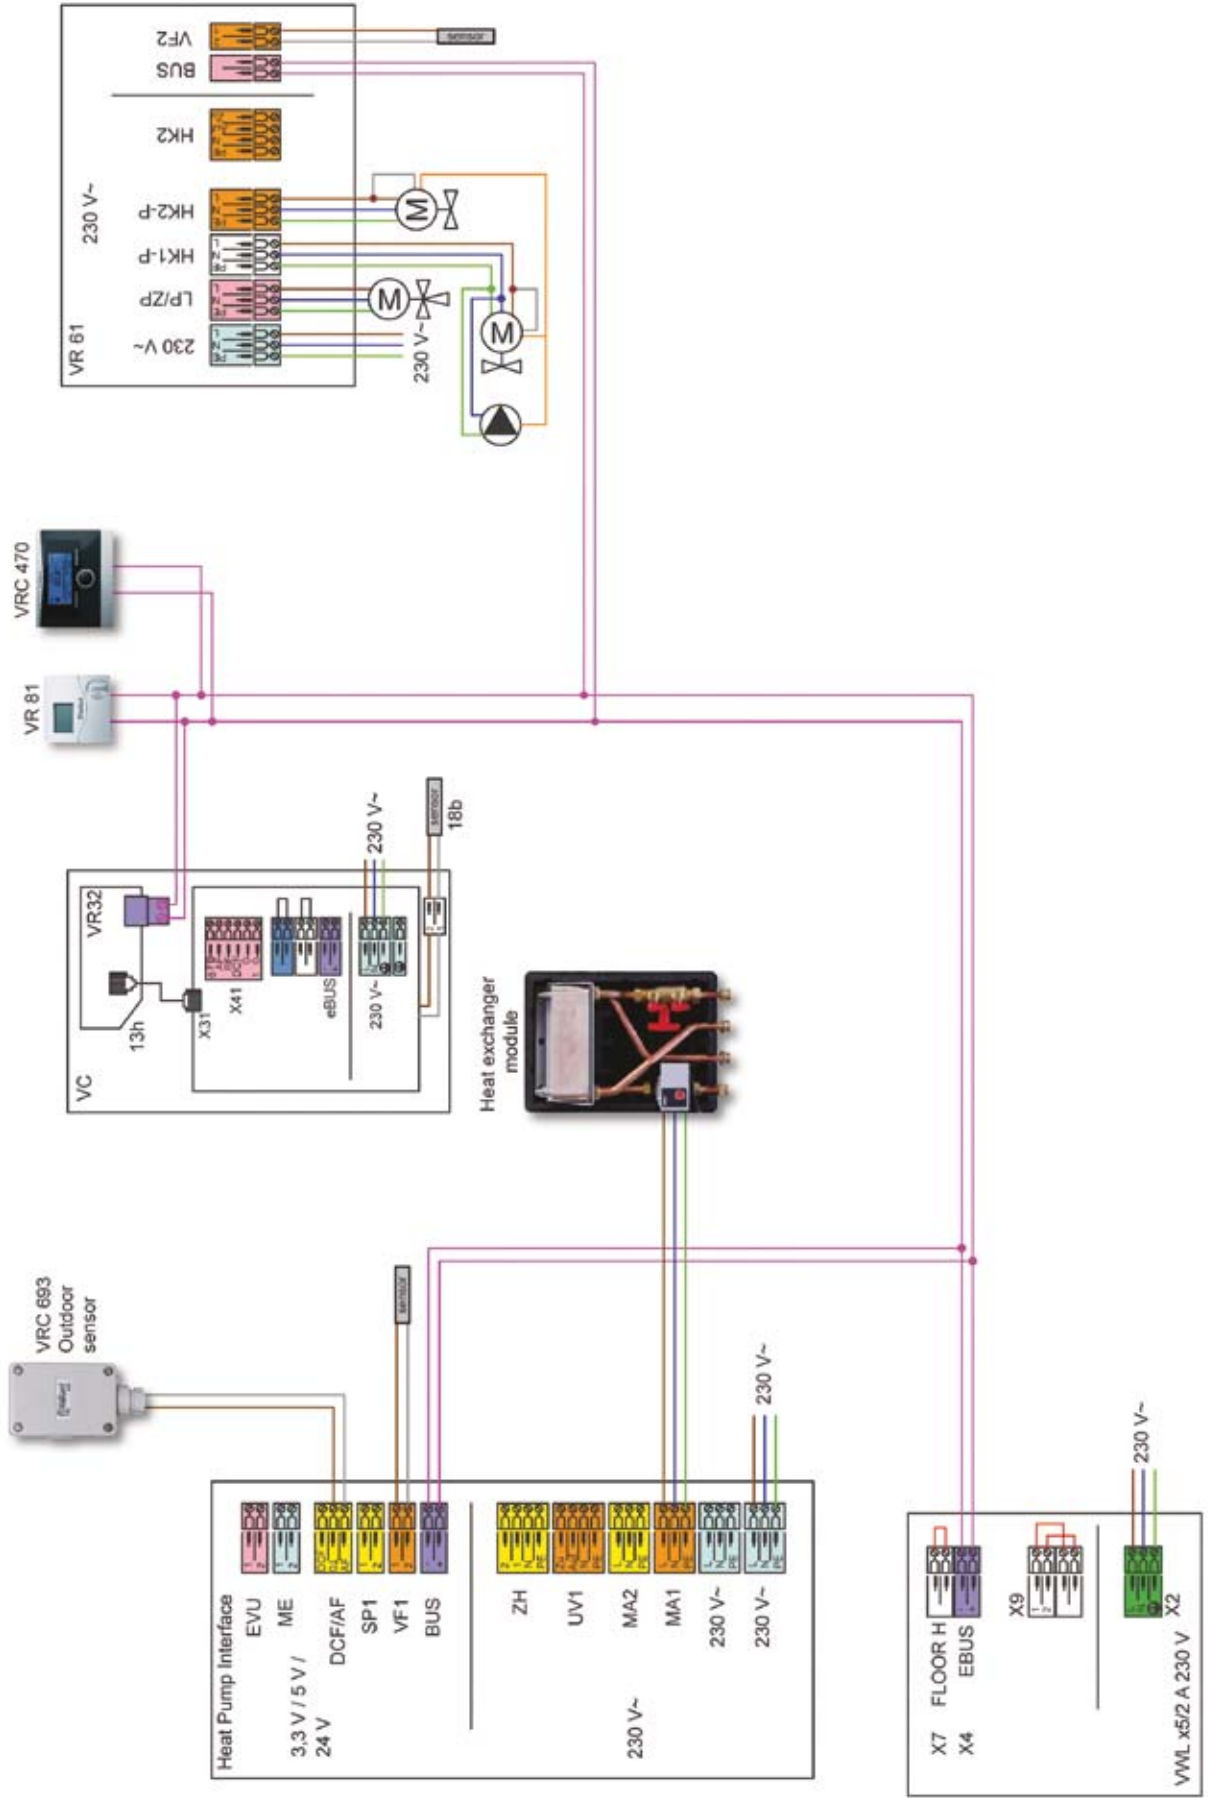 VR 61
230 V~
VF2
BUS
HK2
HK2-P
HK1-P
LP/ZP
230 V~
sensor
M
M
M
230 V~
VRC 470
VR 81
VC
VR32
13h
X31
X41
eBUS
230 V~
230 V~
sensor
18b
Heat exchanger
module
VRC 693
Outdoor
sensor
sensor
Heat Pump Interface
3,3 V / 5 V /
24 V
EVU
ME
DCF/AF
SP1
VF1
BUS
230 V~
ZH
UV1
MA2
MA1
230 V~
230 V~
230 V~
X7 FLOOR H
X4 EBUS
X9
X2
230 V~
VWL x5/2 A 230 V